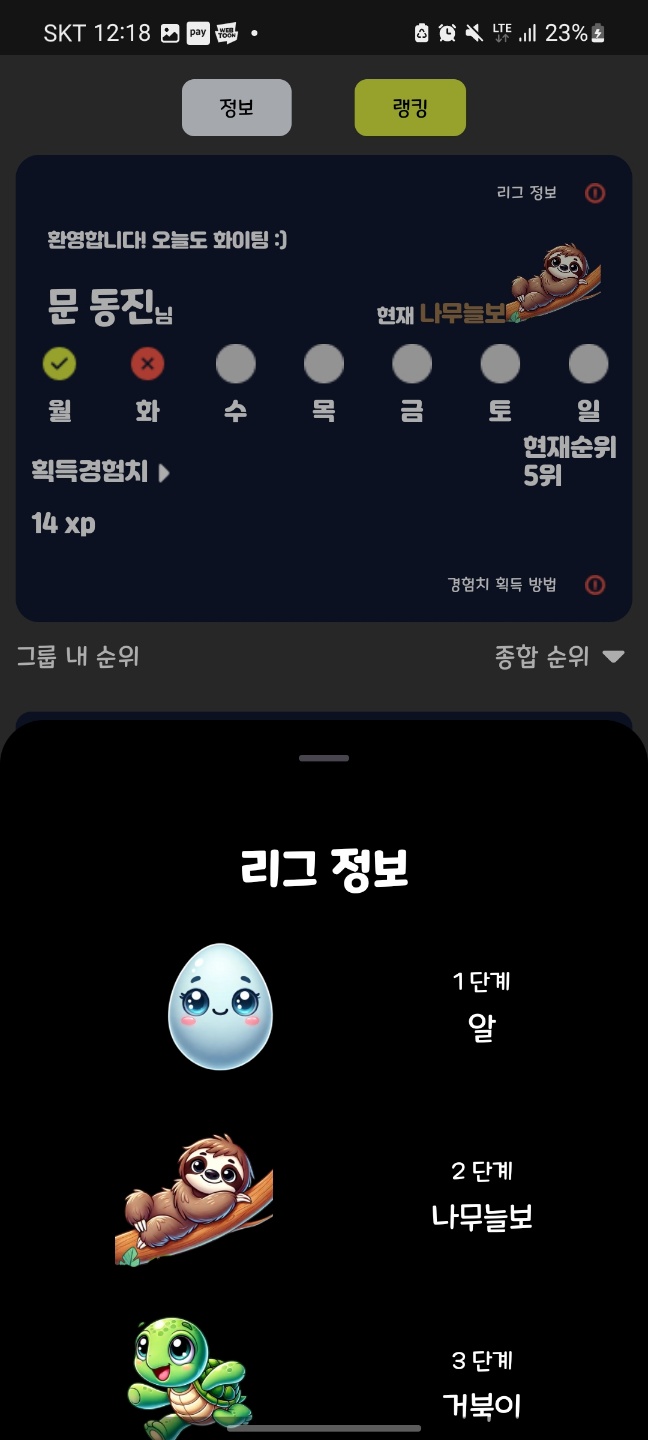 SKT 12:18 pay WEB TOON LTE 23%
정보 랭킹
리그 정보
환영합니다! 오늘도 화이팅 :)
문 동진님
현재 나무늘보
월 화 수 목 금 토 일
획득경험치
현재순위
5위
14 xp
경험치 획득 방법
그룹 내 순위
종합 순위
리그 정보
1 단계
알
2 단계
나무늘보
3 단계
거북이